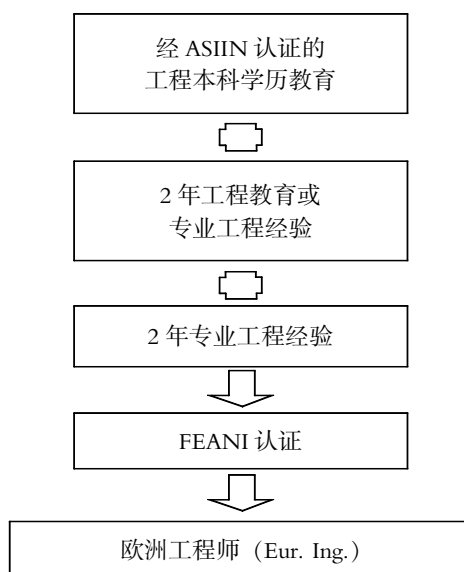 经 ASIIN 认证的
工程本科学历教育
2 年工程教育或
专业工程经验
2 年专业工程经验
FEANI 认证
欧洲工程师（Eur. Ing.）